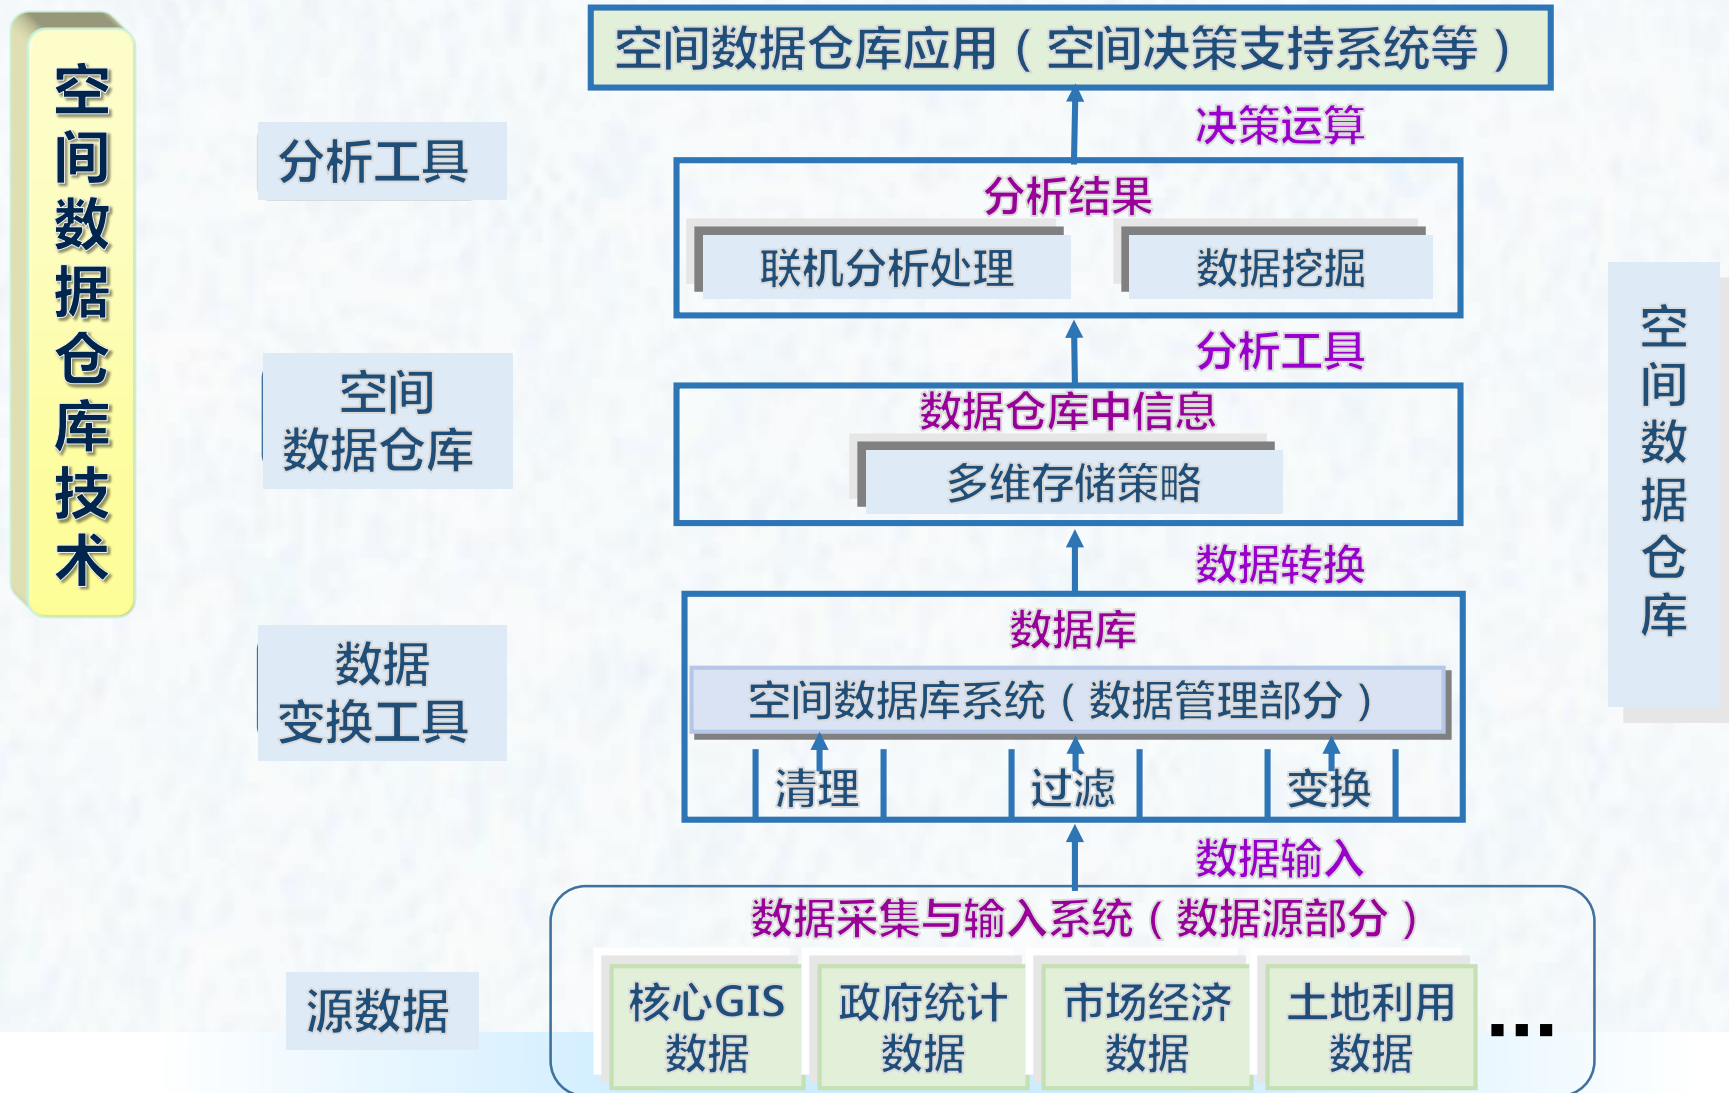 空间数据仓库技术
空间数据仓库应用（空间决策支持系统等）
决策运算
分析工具
分析结果
联机分析处理
数据挖掘
分析工具
空间
数据仓库
数据仓库中信息
多维存储策略
数据转换
数据
变换工具
数据库
空间数据库系统（数据管理部分）
清理
过滤
变换
数据输入
源数据
数据采集与输入系统（数据源部分）
核心GIS
数据
政府统计
数据
市场经济
数据
土地利用
数据
...
空间数据仓库